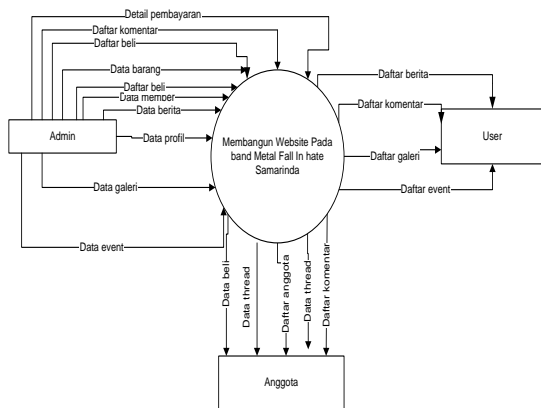 Detail pembayaran
Daftar komentar
Daftar beli
Data barang
Daftar beli
Data member
Data berita
Admin
Data profil
Data galeri
Data event
Membangun Website Pada
band Metal Fall In hate
Samarinda
Daftar berita
Daftar komentar
User
Daftar galeri
Daftar event
Data beli
Data thread
Daftar anggota
Data thread
Daftar komentar
Anggota